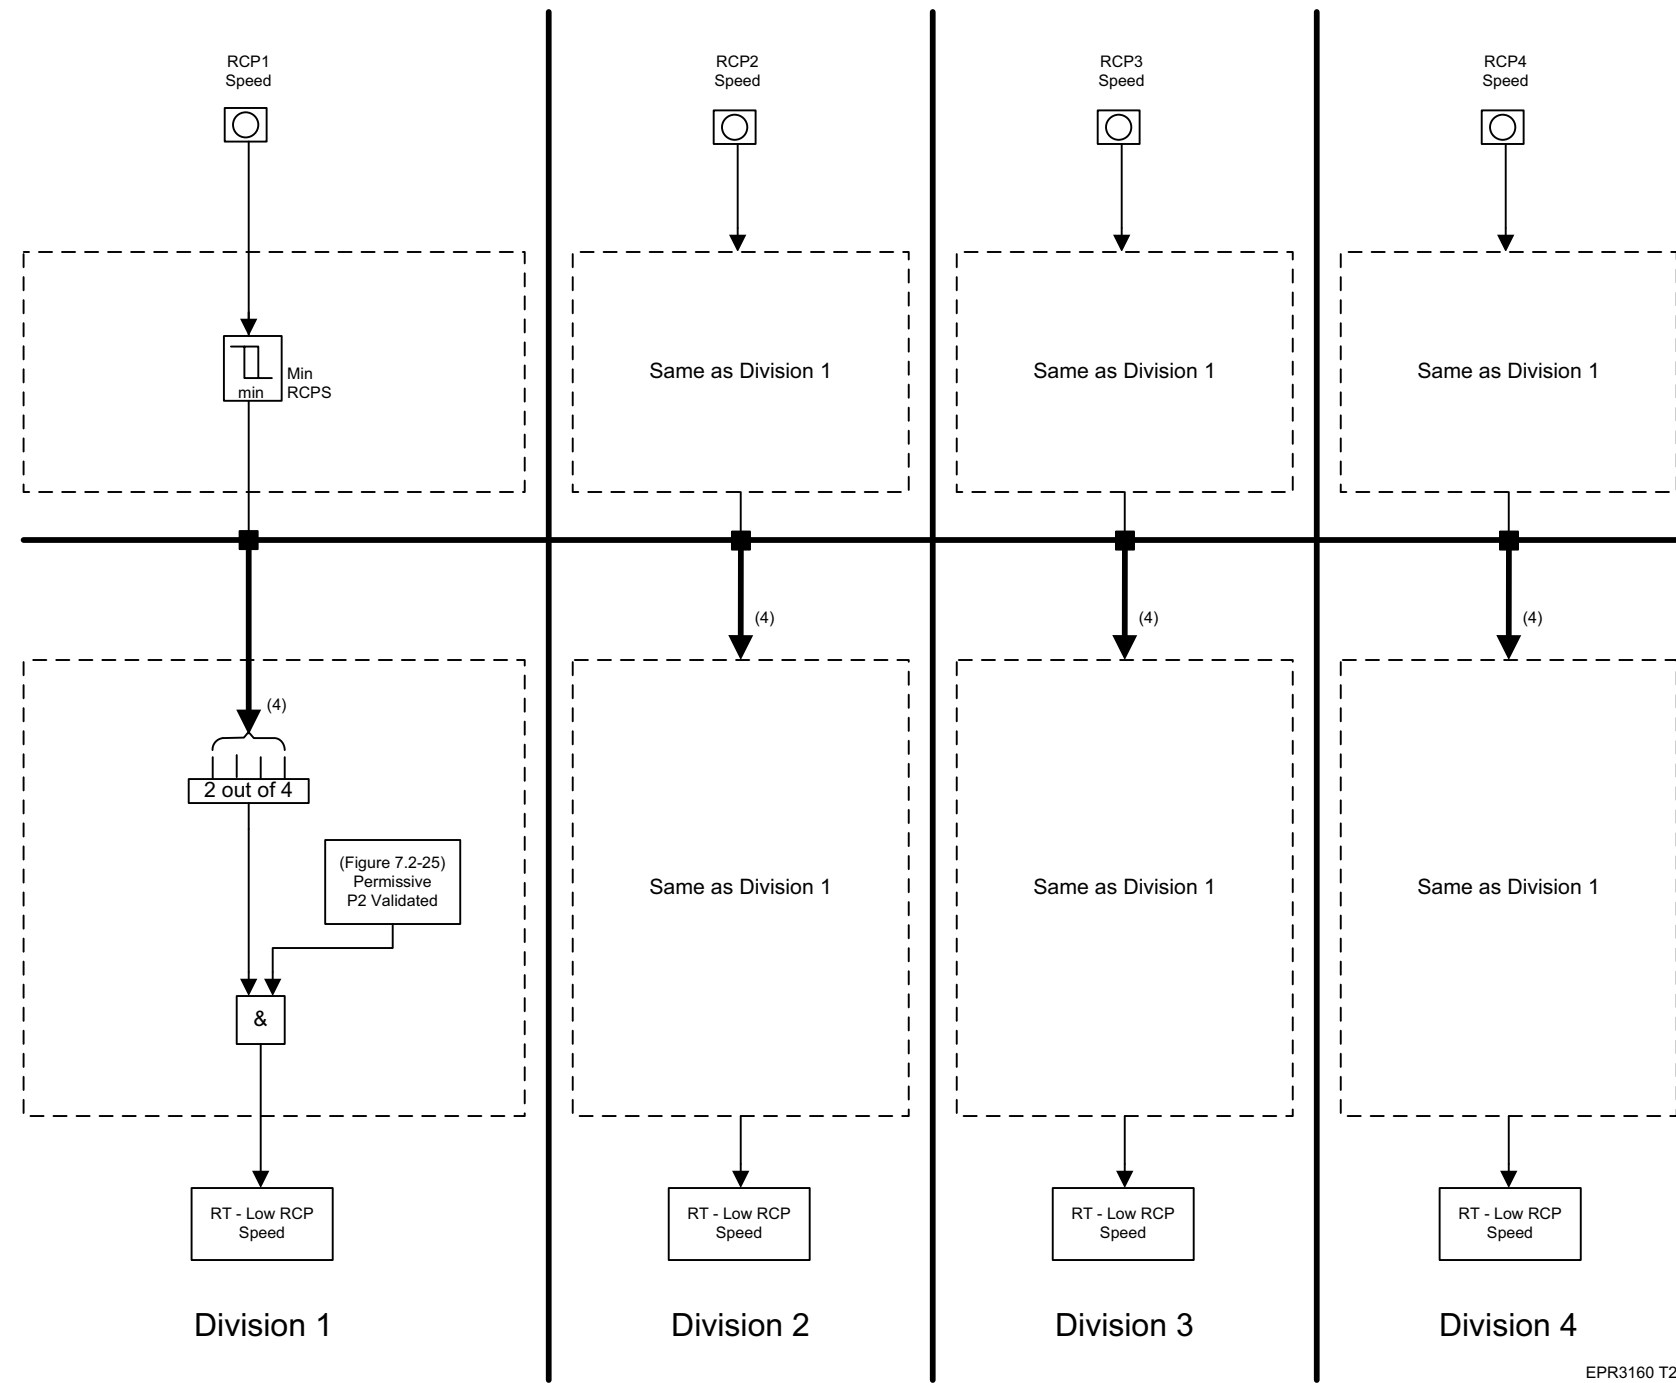 RCP1
Speed
RCP2
Speed
RCP3
Speed
RCP4
Speed
min
Min
RCPS
Same as Division 1
Same as Division 1
Same as Division 1
(4)
(4)
(4)
(4)
2 out of 4
(Figure 7.2-25)
Permissive
P2 Validated
Same as Division 1
Same as Division 1
Same as Division 1
&
RT - Low RCP
Speed
RT - Low RCP
Speed
RT - Low RCP
Speed
RT - Low RCP
Speed
Division 1
Division 2
Division 3
Division 4
EPR3160 T2